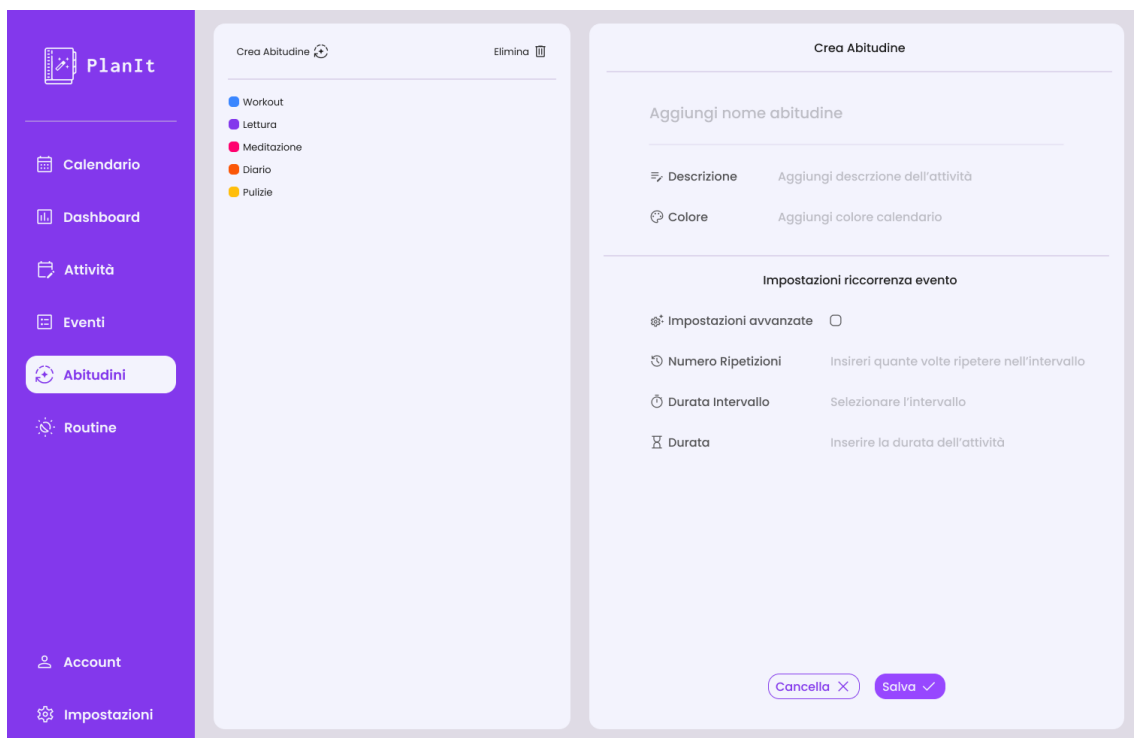 PlanIt
Calendario
Dashboard
Attività
Eventi
Abitudini
Routine
Account
Impostazioni
Crea Abitudine
Elimina
Workout
Lettura
Meditazione
Diario
Pulizie
Crea Abitudine
Aggiungi nome abitudine
Descrizione Aggiungi descrzione dell'attività
Colore Aggiungi colore calendario
Impostazioni riccorrenza evento
Impostazioni avvanzate
Numero Ripetizioni Insireri quante volte ripetere nell'intervallo
Durata Intervallo Selezionare l'intervallo
Durata Inserire la durata dell'attività
Cancella Salva